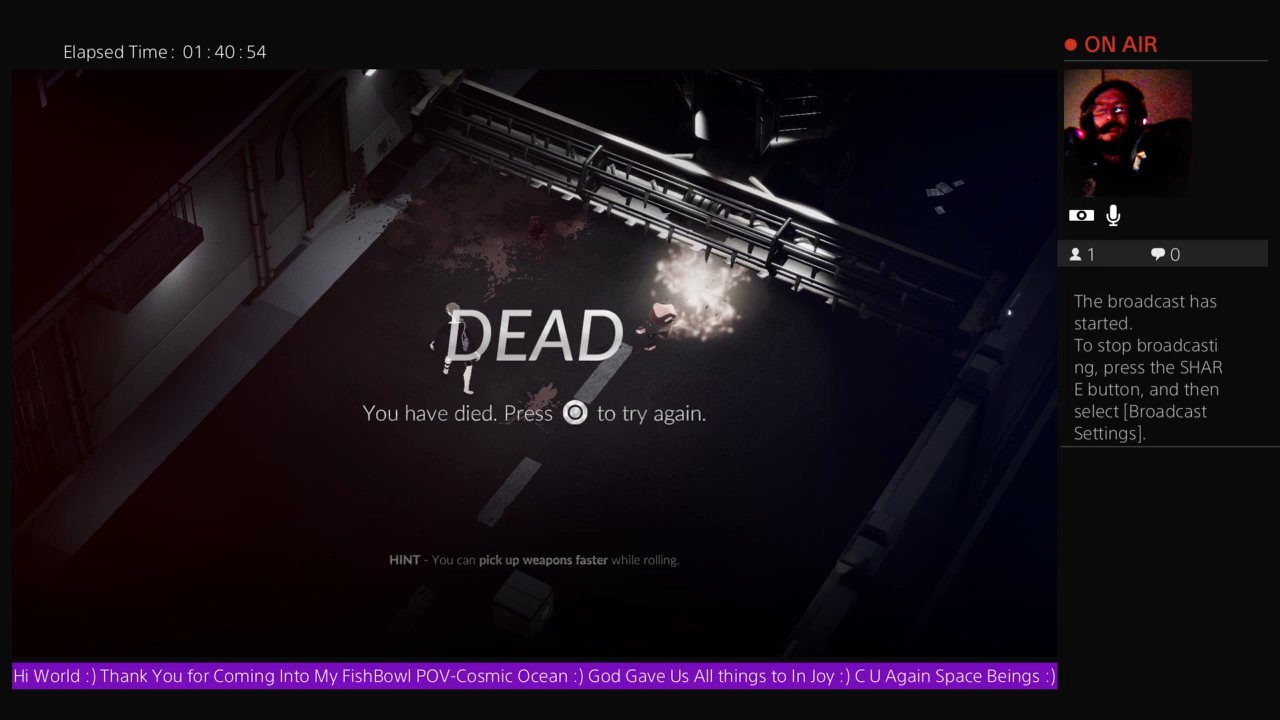 Elapsed Time: 01:40:54
ON AIR
1 0
The broadcast has
started.
To stop broadcasti
ng, press the SHAR
E button, and then
select [Broadcast
Settings].
DEAD
You have died. Press to try again.
HiNT - You can pick up weapons faster while rolling.
Hi World :) Thank You for Coming Into My FishBowl POV-Cosmic Ocean :) God Gave Us All things to In Joy :) C U Again Space Beings :)